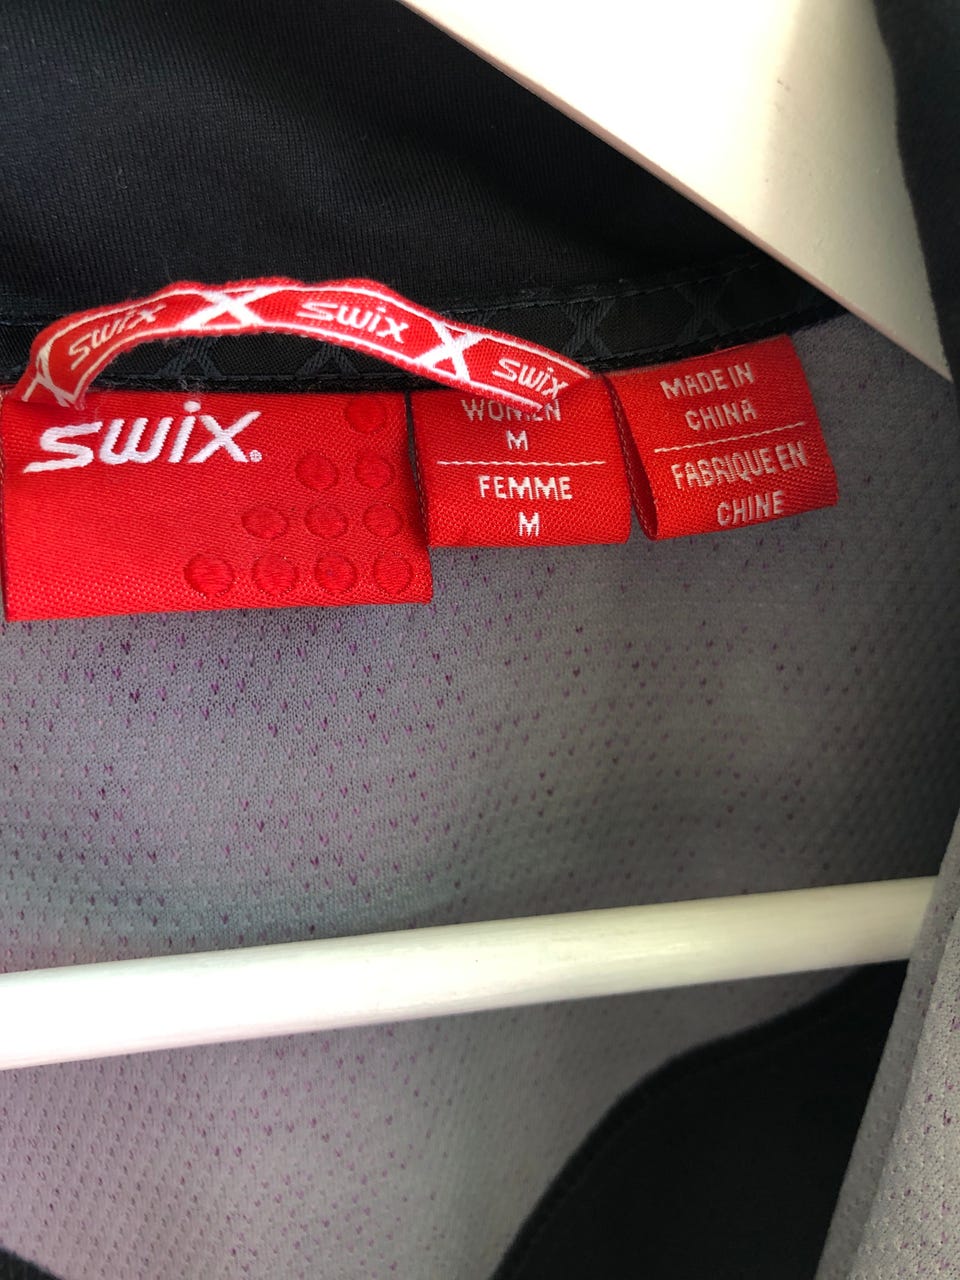 SWIX SWIX SWIX
SWIX
WOMEN
M
FEMME
M
MADE IN
CHINA
FABRIQUE EN
CHINE